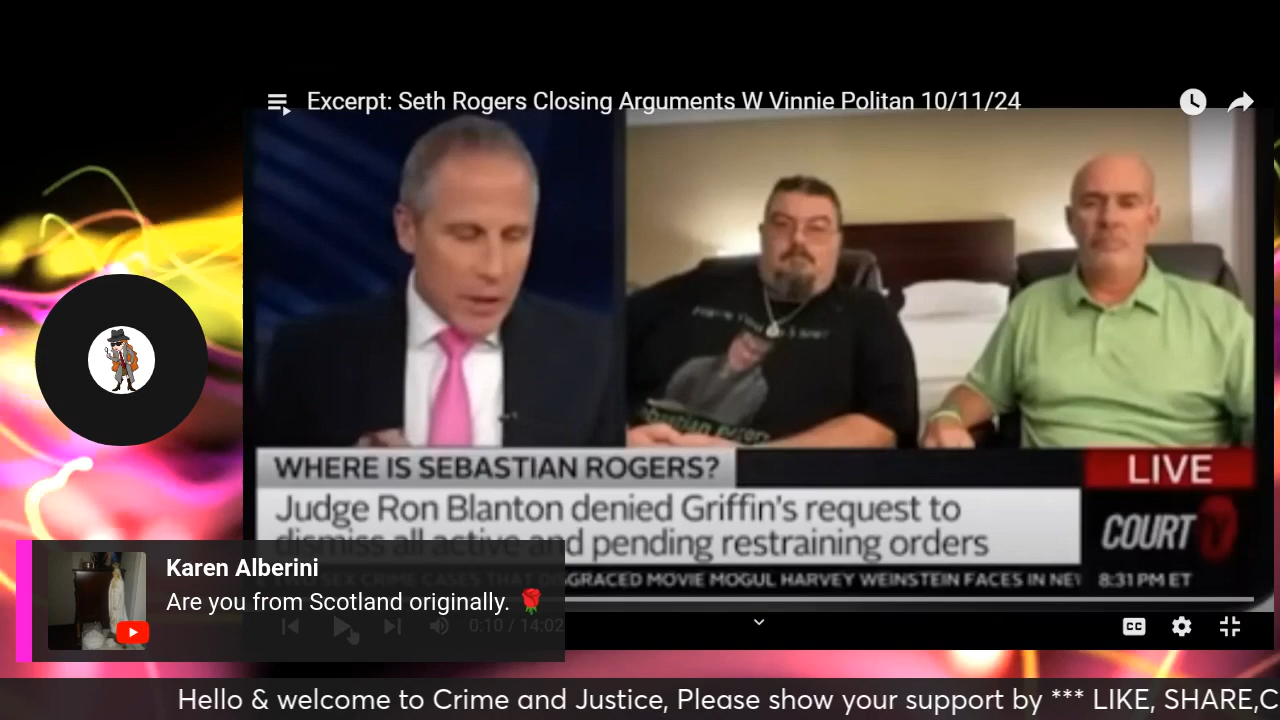 Excerpt: Seth Rogers Closing Arguments W Vinnie Politan 10/11/24
WHERE IS SEBASTIAN ROGERS?
LIVE
Judge Ron Blanton denied Griffin's request to
dismiss all active and pending restraining orders
COURT TV
SEX CRIME CASES THAT DISGRACED MOVIE MOGUL HARVEY WEINSTEIN FACES IN NEW
8:31 PM ET
Karen Alberini
Are you from Scotland originally. 🌹
0:10 / 14:02
CC
Hello & welcome to Crime and Justice, Please show your support by *** LIKE, SHARE,C